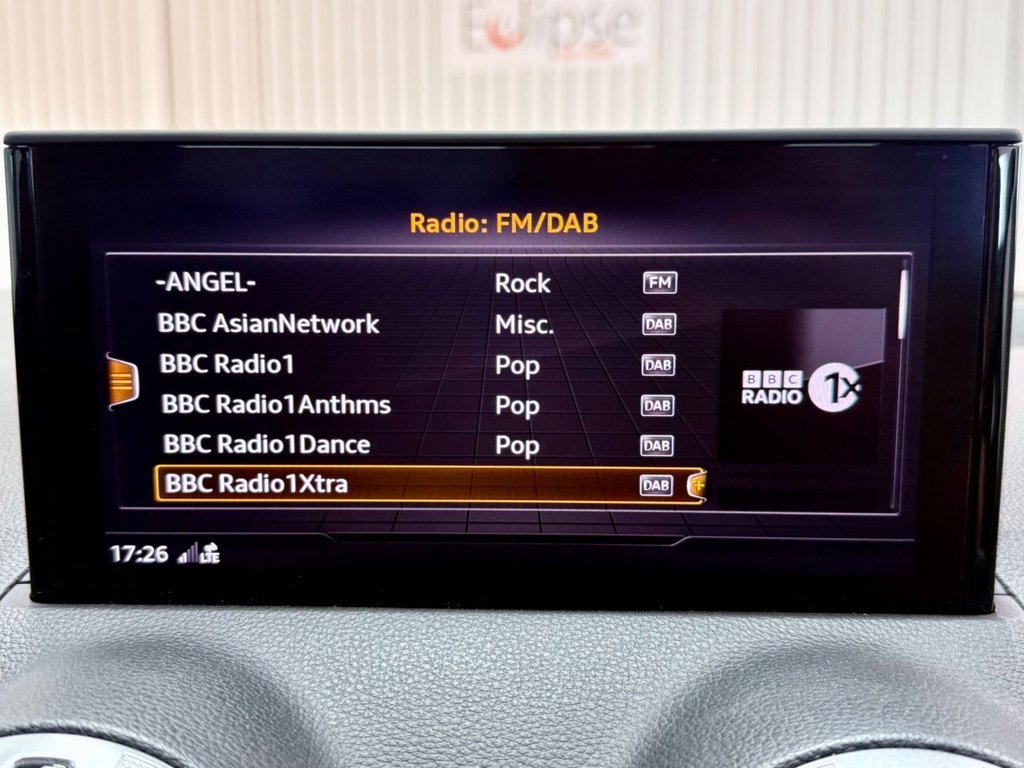 Eclipse
Radio: FM/DAB
-ANGEL- Rock FM
BBC AsianNetwork Misc. DAB
BBC Radio1 Pop DAB
BBC Radio1Anthms Pop DAB
BBC Radio1Dance Pop DAB
BBC Radio1Xtra DAB +
BBC
RADIO 1X
17:26 LTE